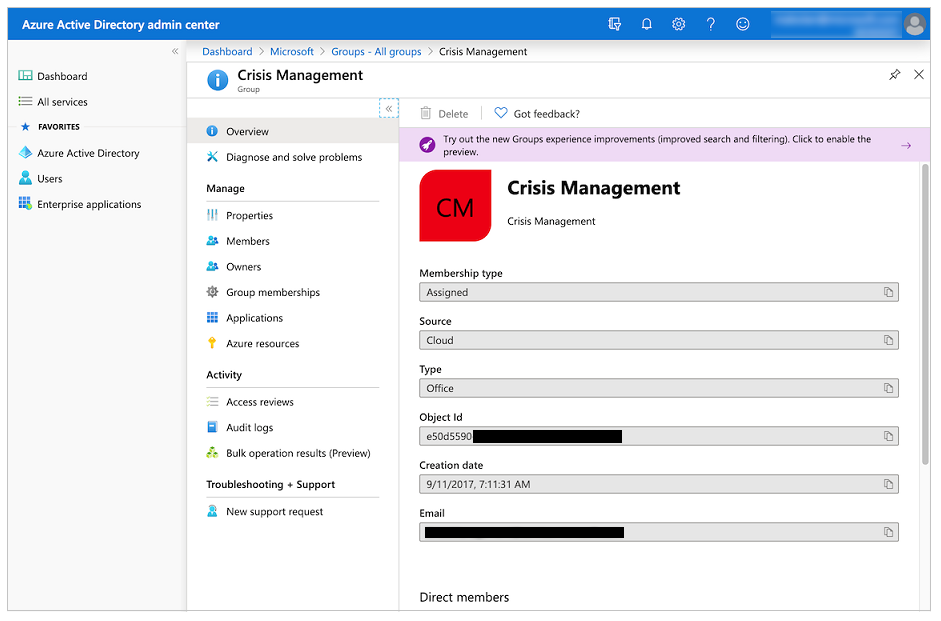 Azure Active Directory admin center
Dashboard
All services
FAVORITES
Azure Active Directory
Users
Enterprise applications
Dashboard > Microsoft > Groups - All groups > Crisis Management
Crisis Management
Group
Overview
Diagnose and solve problems
Manage
Properties
Members
Owners
Group memberships
Applications
Azure resources
Activity
Access reviews
Audit logs
Bulk operation results (Preview)
Troubleshooting + Support
New support request
Delete
Got feedback?
Try out the new Groups experience improvements (improved search and filtering). Click to enable the
preview.
CM
Crisis Management
Crisis Management
Membership type
Assigned
Source
Cloud
Type
Office
Object Id
e50d5590
Creation date
9/11/2017, 7:11:31 AM
Email
Direct members